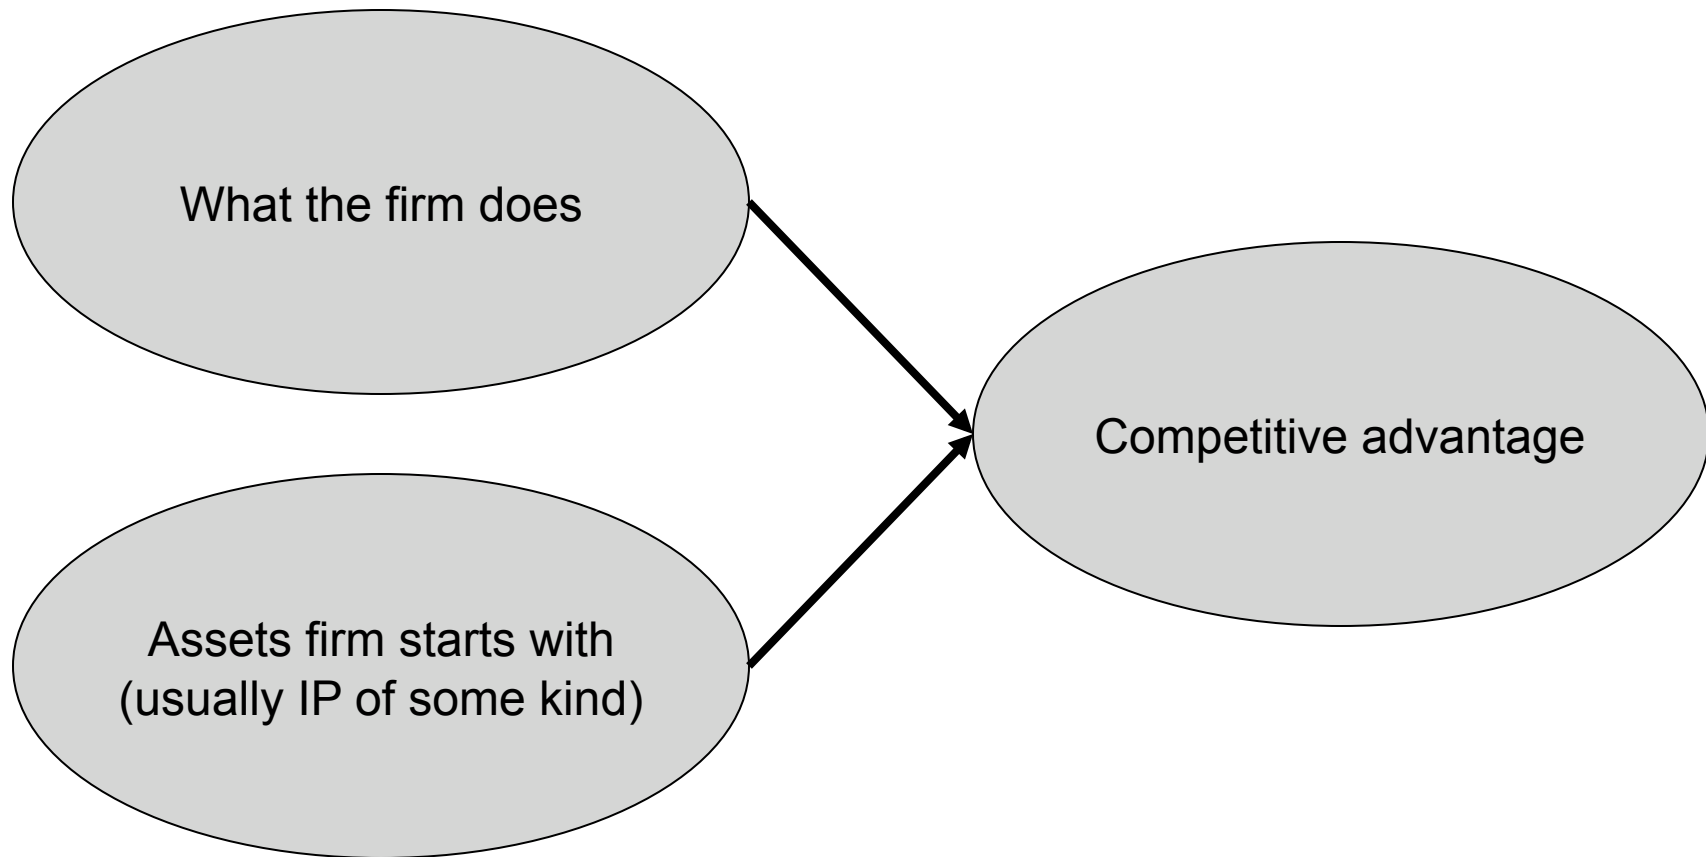 What the firm does
Competitive advantage
Assets firm starts with
(usually IP of some kind)